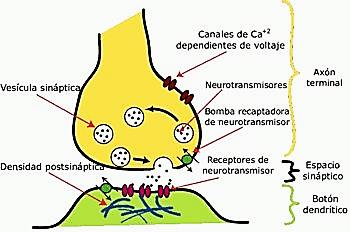 Canales de Ca+2
dependientes de voltaje
Axón
terminal
Vesícula sináptica
Neurotransmisores
Bomba recaptadora
de neurotransmisor
Densidad postsináptica
Receptores de
neurotransmisor
Espacio
sináptico
Botón
dendritico